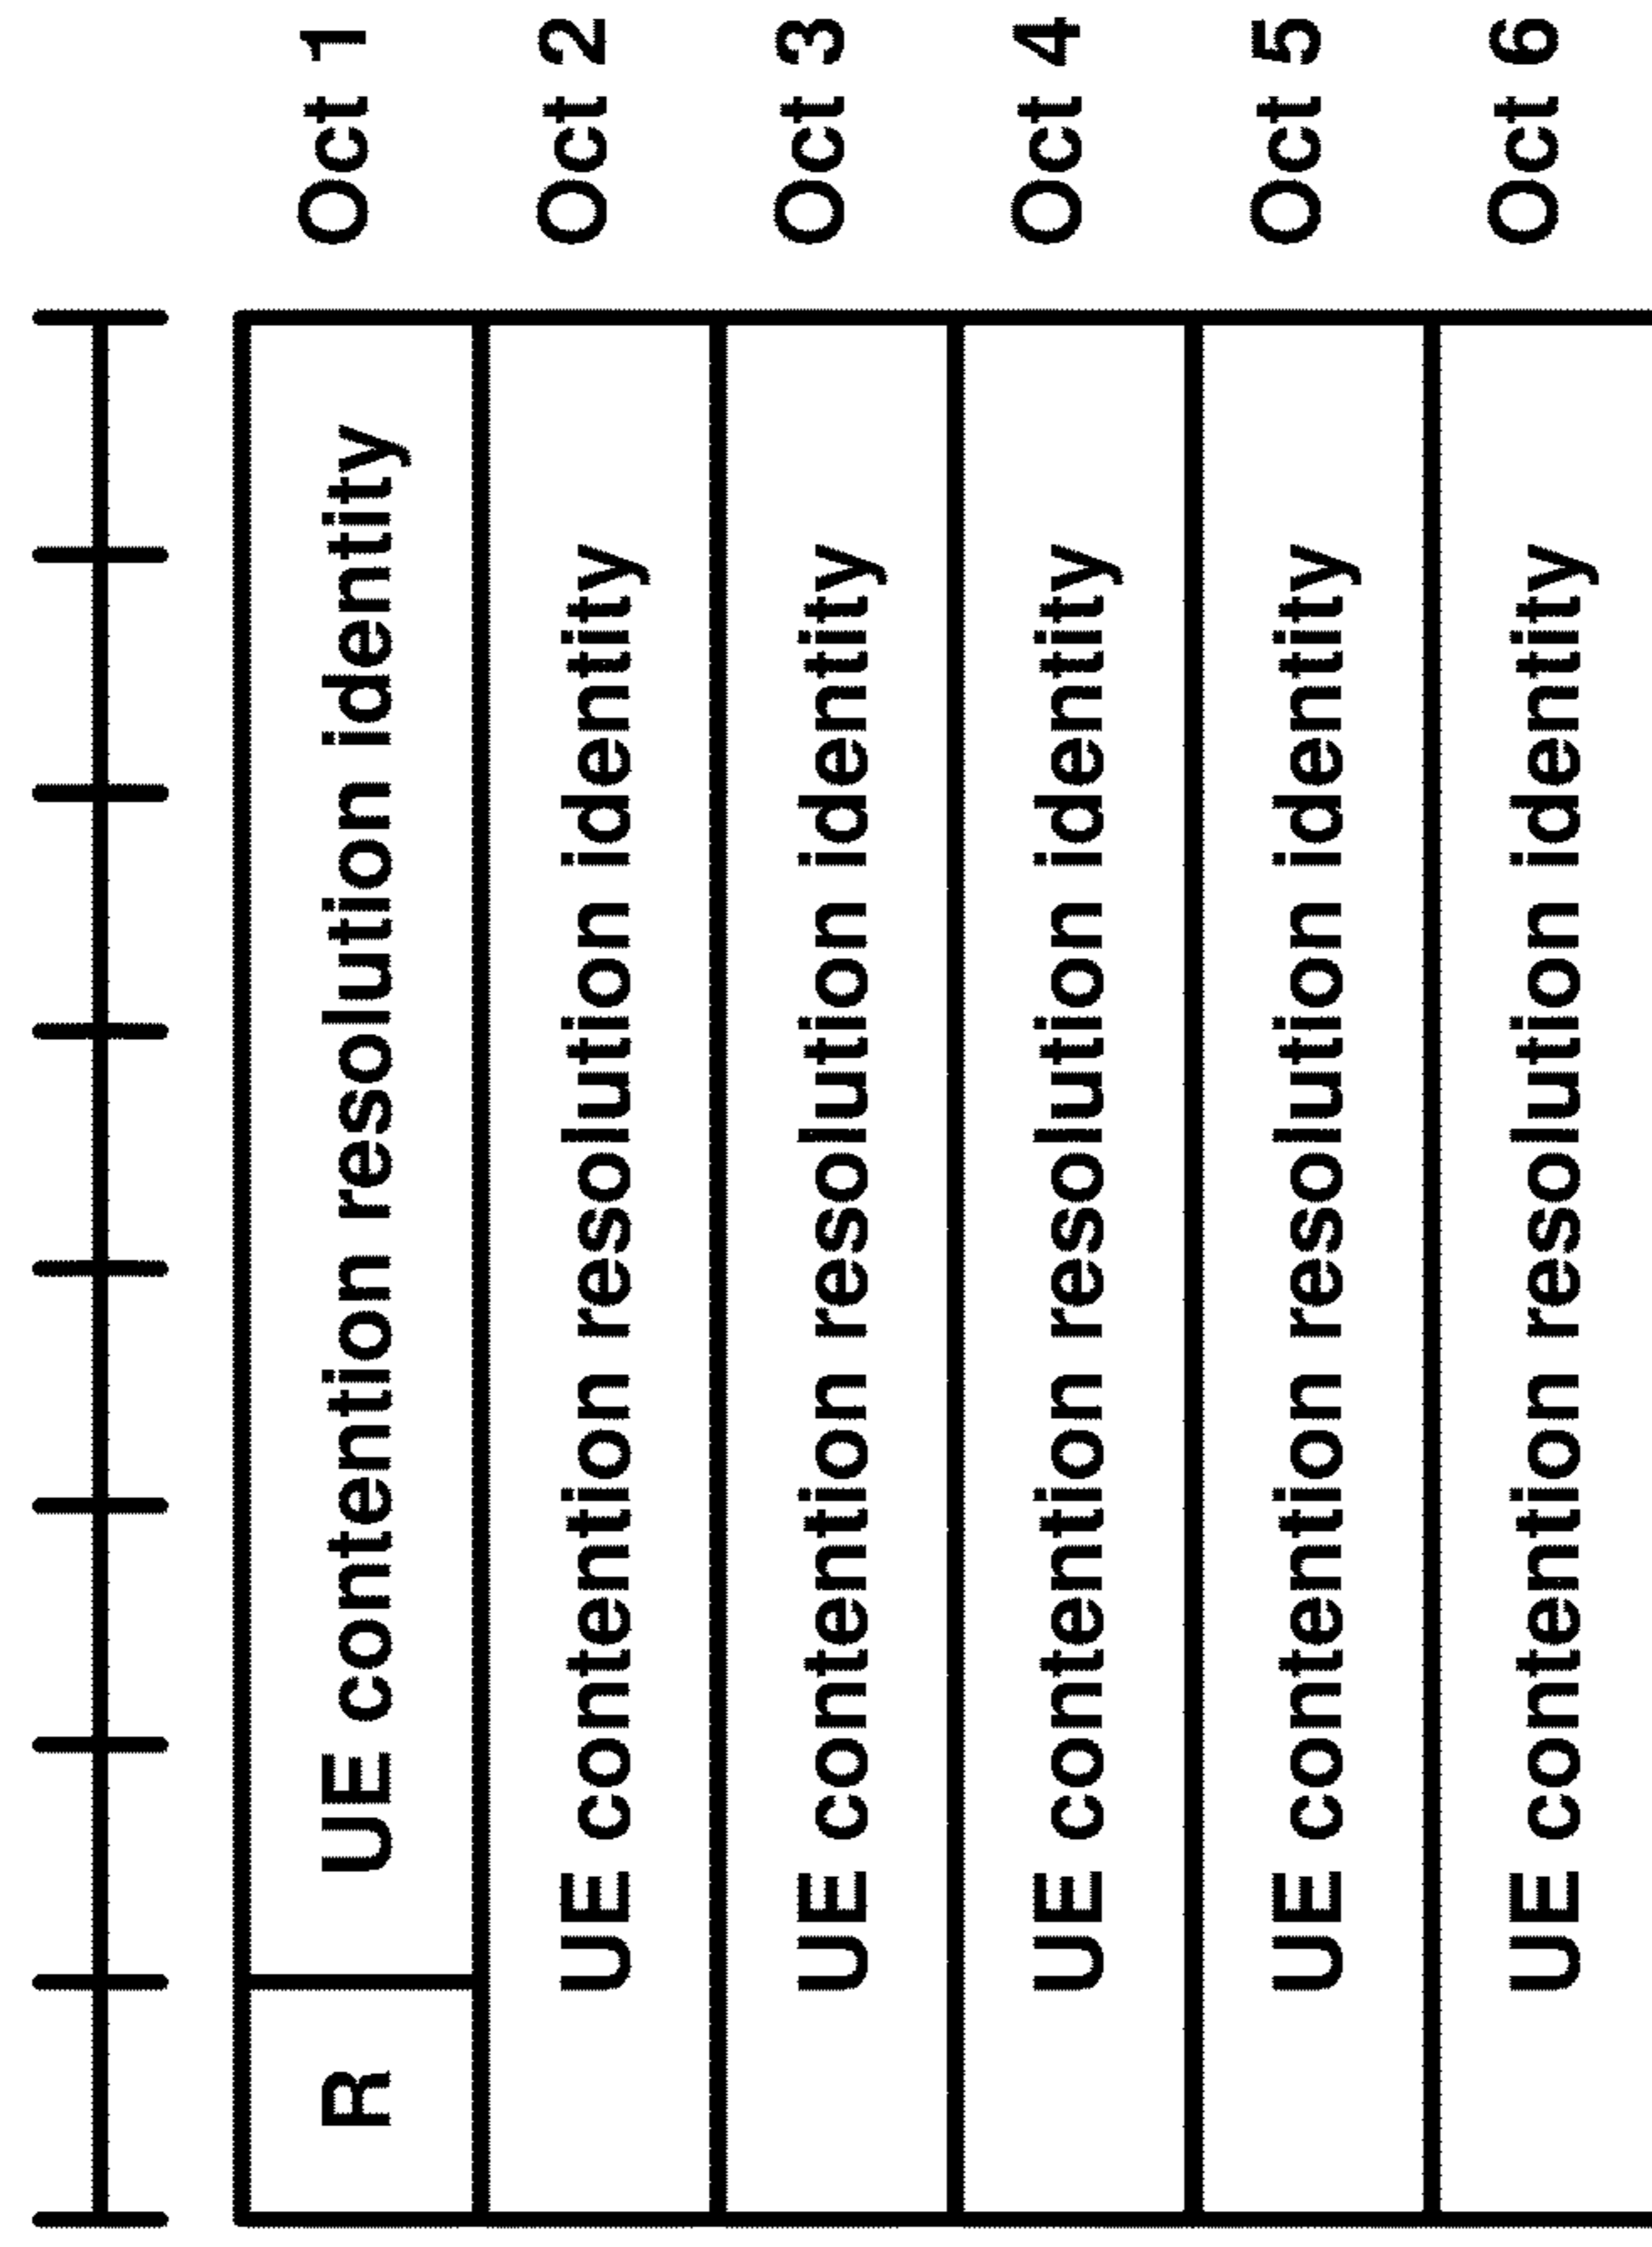 R UE contention resolution identity Oct 1
UE contention resolution identity Oct 2
UE contention resolution identity Oct 3
UE contention resolution identity Oct 4
UE contention resolution identity Oct 5
UE contention resolution identity Oct 6